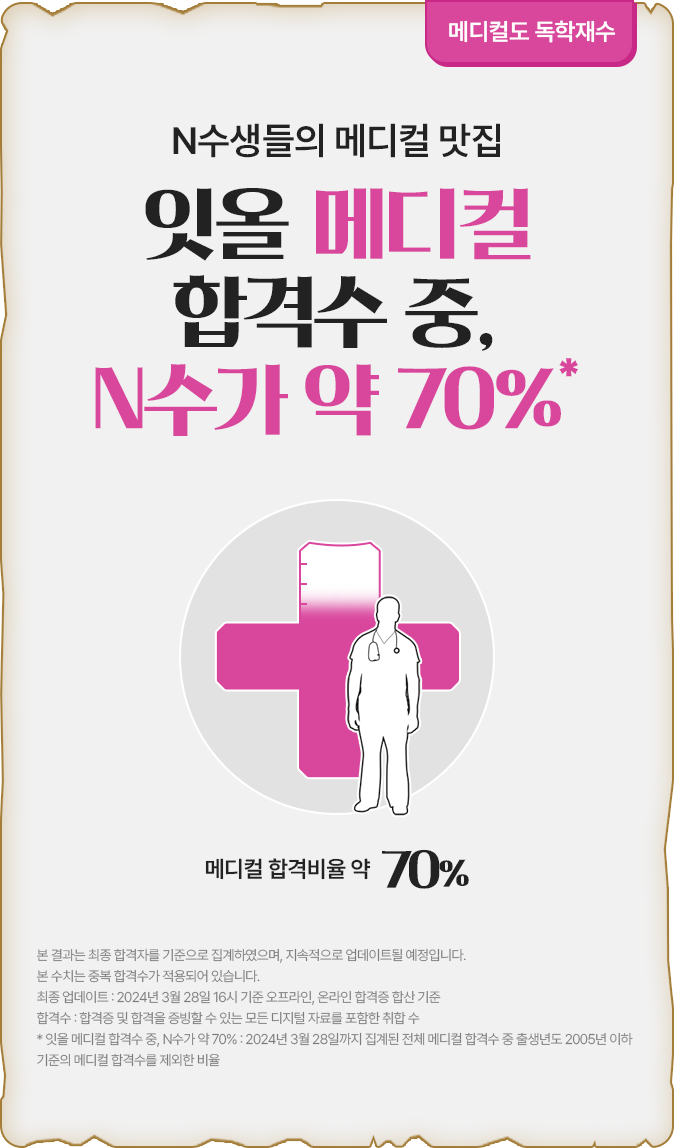 메디컬도 독학재수
N수생들의 메디컬 맛집
잇올 메디컬
합격수 중,
N수가 약 70%*
메디컬 합격비율 약 70%
본 결과는 최종 합격자를 기준으로 집계하였으며, 지속적으로 업데이트될 예정입니다.
본 수치는 중복 합격수가 적용되어 있습니다.
최종 업데이트 : 2024년 3월 28일 16시 기준 오프라인, 온라인 합격증 합산 기준
합격수 : 합격증 및 합격을 증빙할 수 있는 모든 디지털 자료를 포함한 취합 수
* 잇올 메디컬 합격수 중, N수가 약 70% : 2024년 3월 28일까지 집계된 전체 메디컬 합격수 중 출생년도 2005년 이하
기준의 메디컬 합격수를 제외한 비율